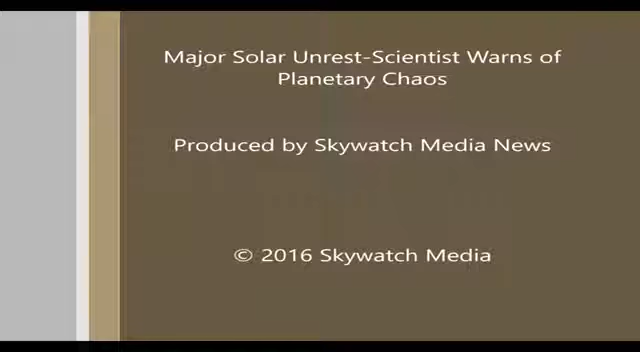 Major Solar Unrest-Scientist Warns of
Planetary Chaos
Produced by Skywatch Media News
© 2016 Skywatch Media